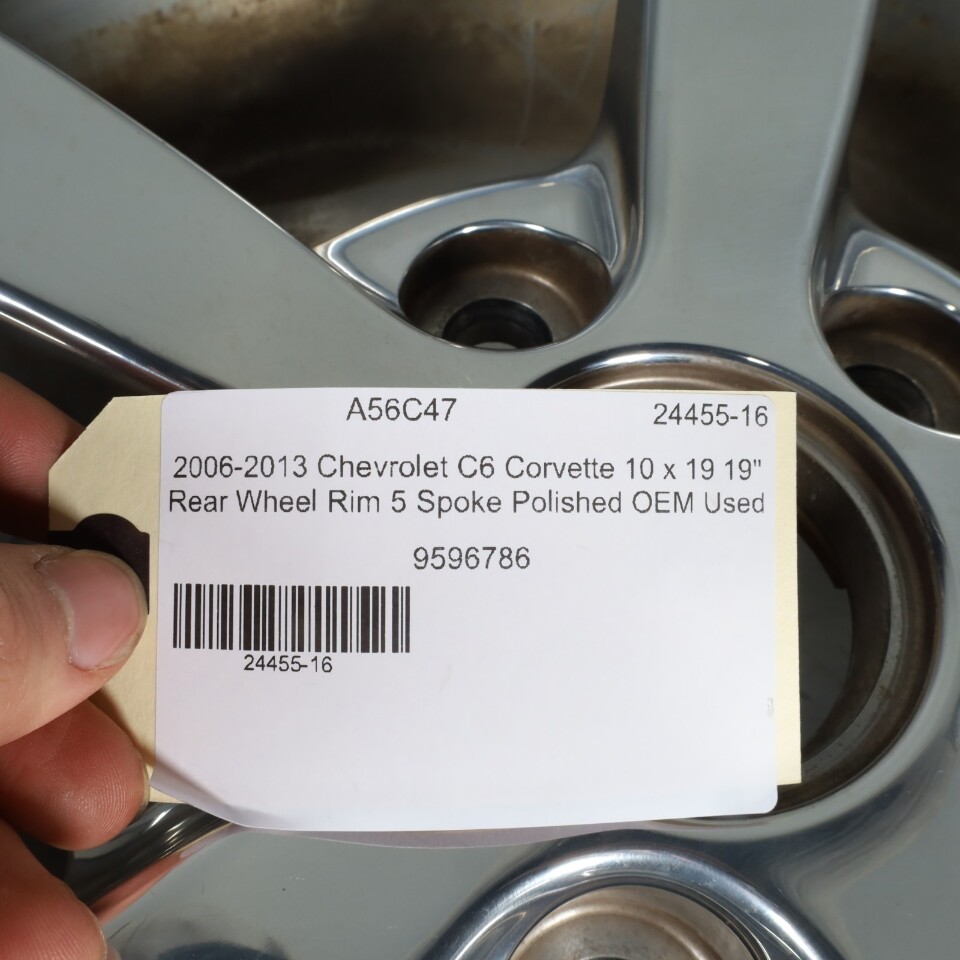 A56C47 24455-16
2006-2013 Chevrolet C6 Corvette 10 x 19 19"
Rear Wheel Rim 5 Spoke Polished OEM Used
9596786
24455-16